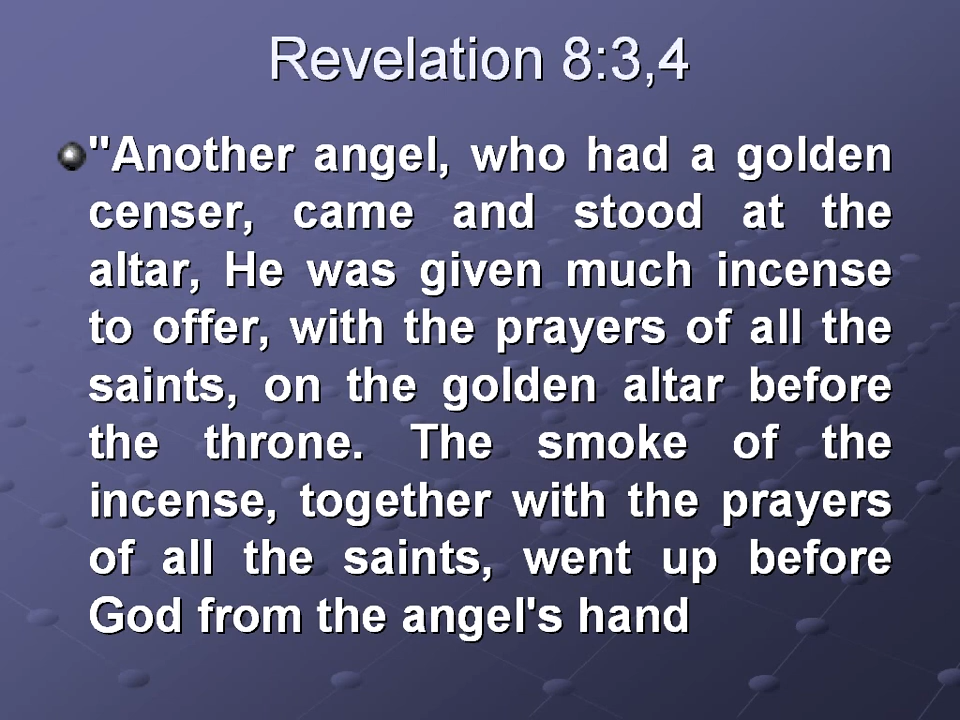 Revelation 8:3,4
"Another angel, who had a golden
censer, came and stood at the
altar, He was given much incense
to offer, with the prayers of all the
saints, on the golden altar before
the throne. The smoke of the
incense, together with the prayers
of all the saints, went up before
God from the angel's hand